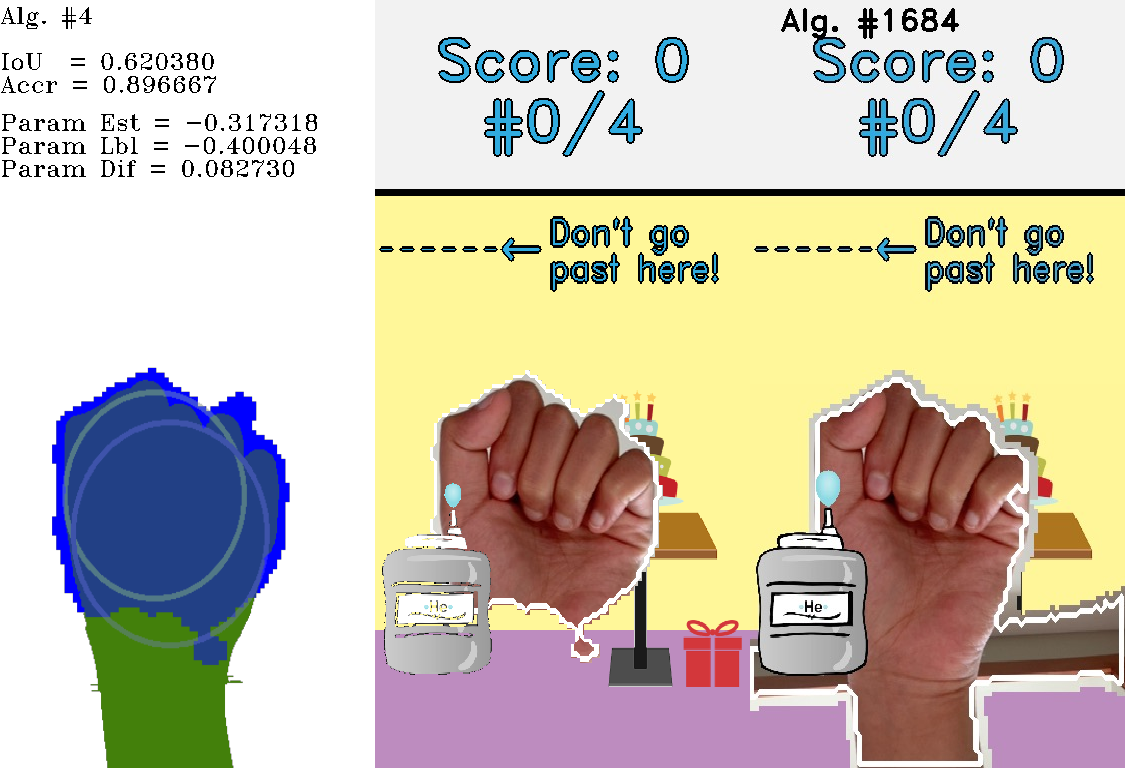 Alg. #4
IoU = 0.620380
Accr = 0.896667
Param Est = −0.317318
Param Lbl = −0.400048
Param Dif = 0.082730
Score: 0
#0/4
Don't go
past here!
He
Alg. #1684
Score: 0
#0/4
Don't go
past here!
He